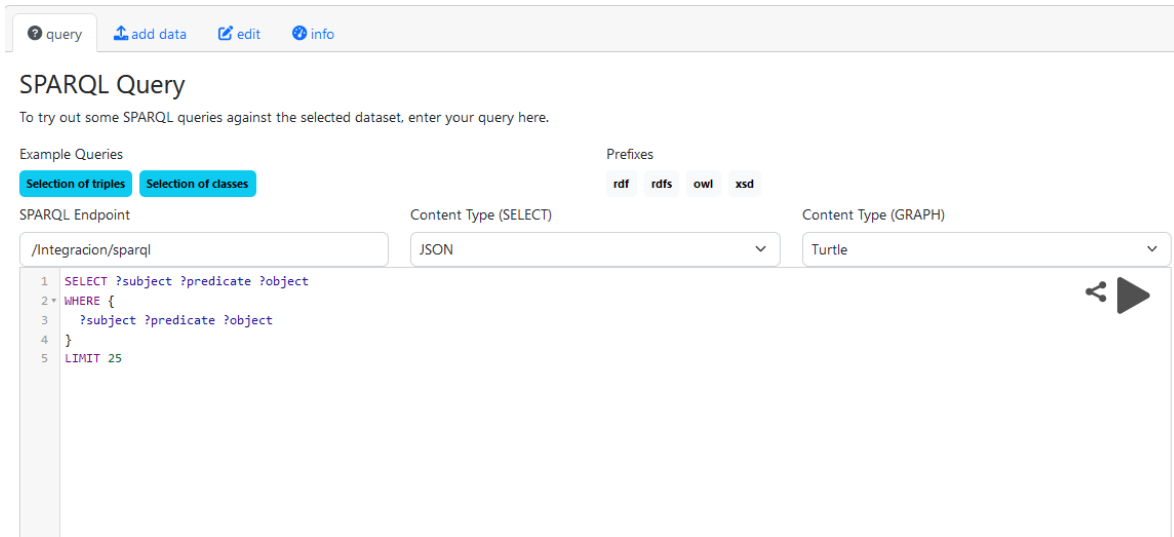 query add data edit info
SPARQL Query
To try out some SPARQL queries against the selected dataset, enter your query here.
Example Queries
Selection of triples Selection of classes
Prefixes
rdf rdfs owl xsd
SPARQL Endpoint
/Integracion/sparql
Content Type (SELECT)
JSON
Content Type (GRAPH)
Turtle
1 SELECT ?subject ?predicate ?object
2 WHERE {
3 ?subject ?predicate ?object
4 }
5 LIMIT 25